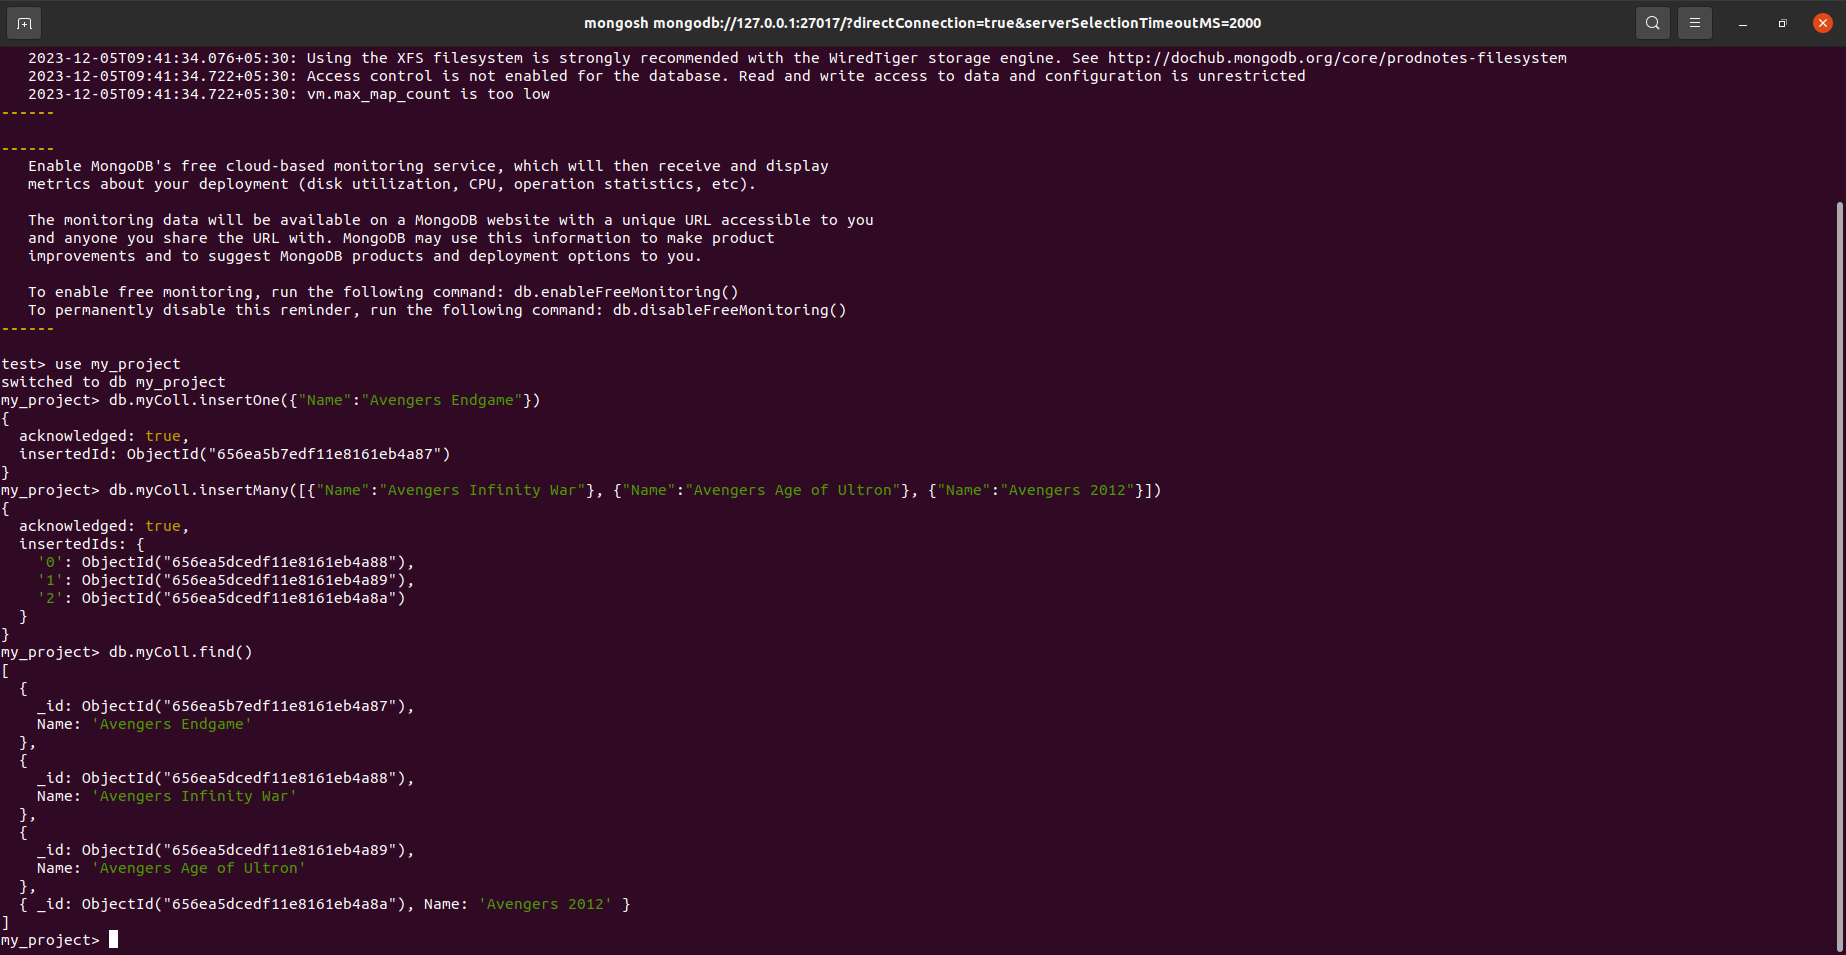 mongosh mongodb://127.0.0.1:27017/?directConnection=true&serverSelectionTimeoutMS=2000
   2023-12-05T09:41:34.076+05:30: Using the XFS filesystem is strongly recommended with the WiredTiger storage engine. See http://dochub.mongodb.org/core/prodnotes-filesystem
   2023-12-05T09:41:34.722+05:30: Access control is not enabled for the database. Read and write access to data and configuration is unrestricted
   2023-12-05T09:41:34.722+05:30: vm.max_map_count is too low
------

------
   Enable MongoDB's free cloud-based monitoring service, which will then receive and display
   metrics about your deployment (disk utilization, CPU, operation statistics, etc).

   The monitoring data will be available on a MongoDB website with a unique URL accessible to you
   and anyone you share the URL with. MongoDB may use this information to make product
   improvements and to suggest MongoDB products and deployment options to you.

   To enable free monitoring, run the following command: db.enableFreeMonitoring()
   To permanently disable this reminder, run the following command: db.disableFreeMonitoring()
------

test> use my_project
switched to db my_project
my_project> db.myColl.insertOne({"Name":"Avengers Endgame"})
{
  acknowledged: true,
  insertedId: ObjectId("656ea5b7edf11e8161eb4a87")
}
my_project> db.myColl.insertMany([{"Name":"Avengers Infinity War"}, {"Name":"Avengers Age of Ultron"}, {"Name":"Avengers 2012"}])
{
  acknowledged: true,
  insertedIds: {
    '0': ObjectId("656ea5dcedf11e8161eb4a88"),
    '1': ObjectId("656ea5dcedf11e8161eb4a89"),
    '2': ObjectId("656ea5dcedf11e8161eb4a8a")
  }
}
my_project> db.myColl.find()
[
  {
    _id: ObjectId("656ea5b7edf11e8161eb4a87"),
    Name: 'Avengers Endgame'
  },
  {
    _id: ObjectId("656ea5dcedf11e8161eb4a88"),
    Name: 'Avengers Infinity War'
  },
  {
    _id: ObjectId("656ea5dcedf11e8161eb4a89"),
    Name: 'Avengers Age of Ultron'
  },
  { _id: ObjectId("656ea5dcedf11e8161eb4a8a"), Name: 'Avengers 2012' }
]
my_project>